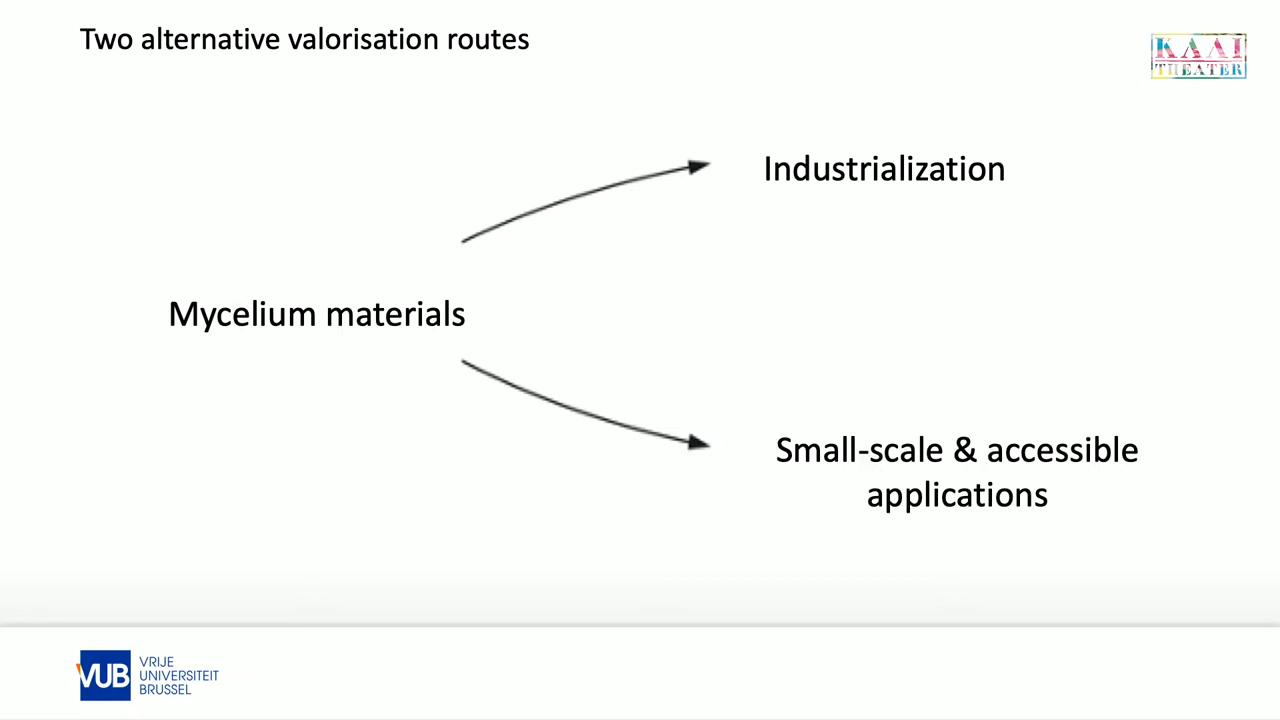 Two alternative valorisation routes
KAAI
THEATER
Industrialization
Mycelium materials
Small-scale & accessible
applications
VUB
VRIJE
UNIVERSITEIT
BRUSSEL